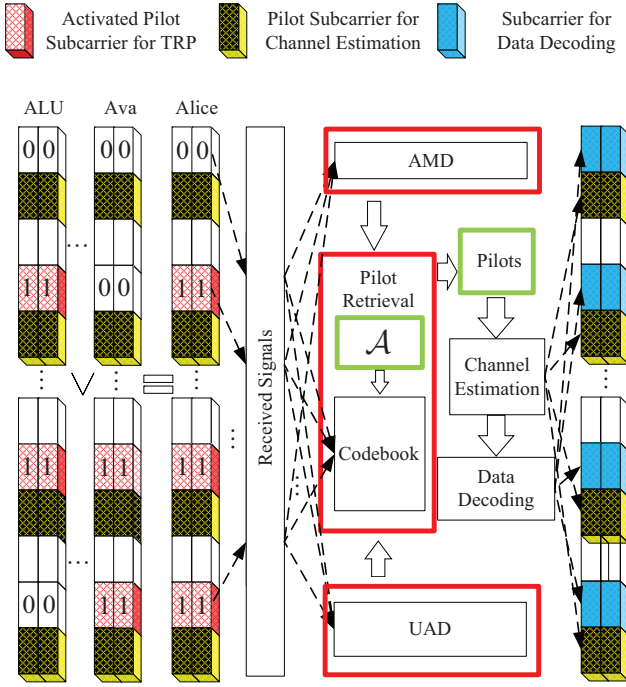 Activated Pilot
Subcarrier for TRP
Pilot Subcarrier for
Channel Estimation
Subcarrier for
Data Decoding
ALU
Ava
Alice
0 0
0 0
0 0
...
1 1
0 0
1 1
⋮
∨
⋮
=
⋮
...
1 1
1 1
1 1
...
0 0
1 1
1 1
Received Signals
⋮
AMD
Pilot
Retrieval
𝒜
Codebook
UAD
Pilots
Channel
Estimation
Data
Decoding
⋮
⋮